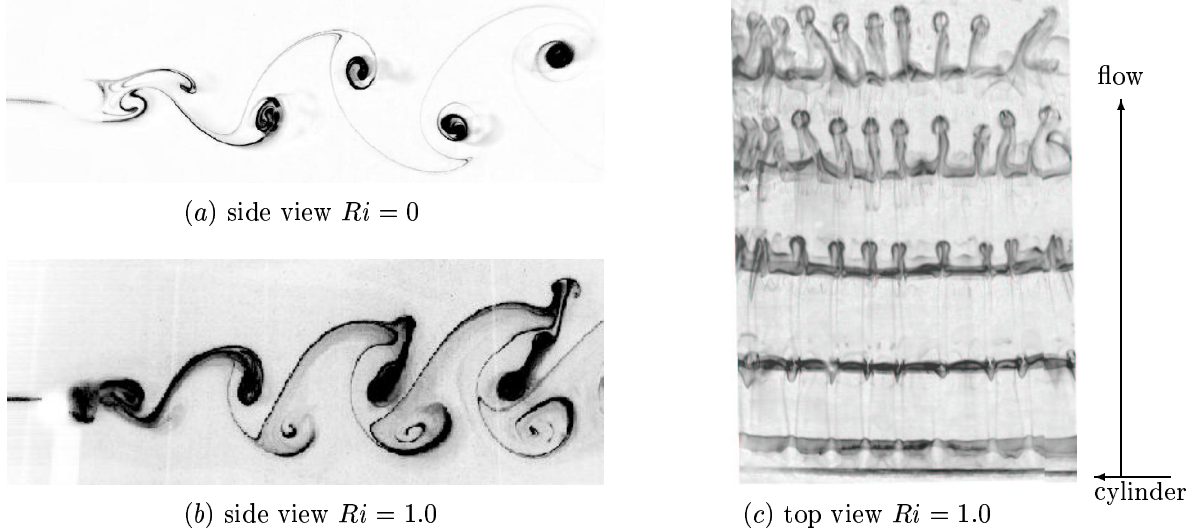 (a) side view Ri = 0
(b) side view Ri = 1.0
(c) top view Ri = 1.0
flow
cylinder